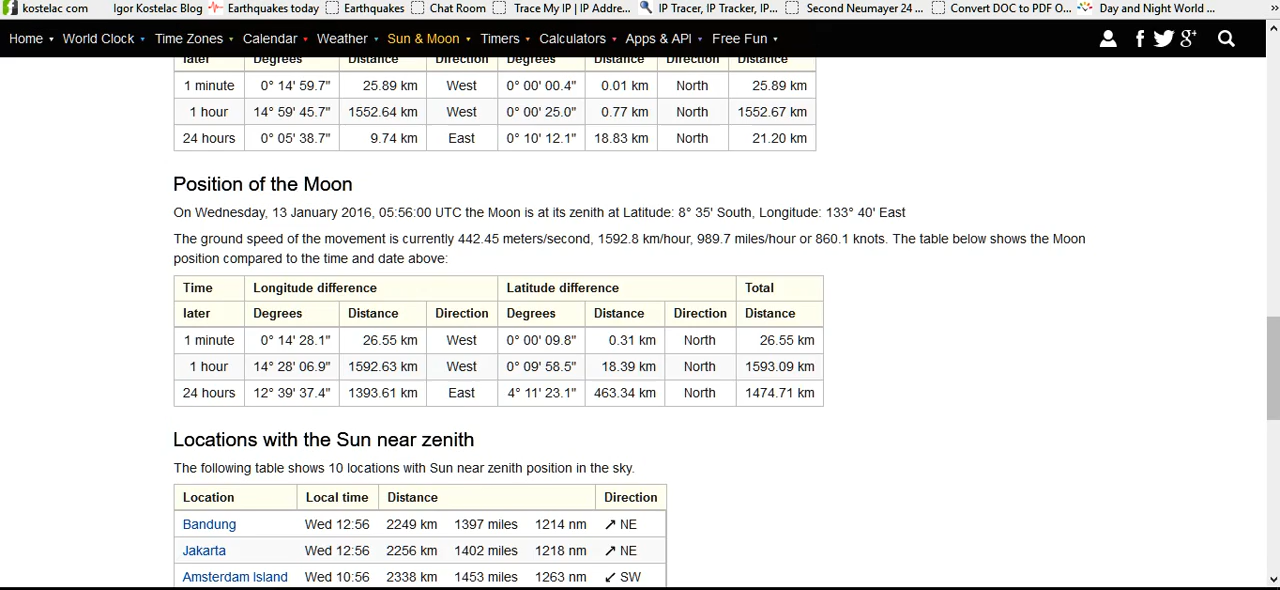 kostelac com Igor Kostelac Blog Earthquakes today Earthquakes Chat Room Trace My IP | IP Addre... IP Tracer, IP Tracker, IP... Second Neumayer 24 ... Convert DOC to PDF O... Day and Night World ... »
Home World Clock Time Zones Calendar Weather Sun & Moon Timers Calculators Apps & API Free Fun
later Degrees Distance Direction Degrees Distance Direction Distance
1 minute 0° 14' 59.7" 25.89 km West 0° 00' 00.4" 0.01 km North 25.89 km
1 hour 14° 59' 45.7" 1552.64 km West 0° 00' 25.0" 0.77 km North 1552.67 km
24 hours 0° 05' 38.7" 9.74 km East 0° 10' 12.1" 18.83 km North 21.20 km
Position of the Moon
On Wednesday, 13 January 2016, 05:56:00 UTC the Moon is at its zenith at Latitude: 8° 35' South, Longitude: 133° 40' East
The ground speed of the movement is currently 442.45 meters/second, 1592.8 km/hour, 989.7 miles/hour or 860.1 knots. The table below shows the Moon
position compared to the time and date above:
Time Longitude difference Latitude difference Total
later Degrees Distance Direction Degrees Distance Direction Distance
1 minute 0° 14' 28.1" 26.55 km West 0° 00' 09.8" 0.31 km North 26.55 km
1 hour 14° 28' 06.9" 1592.63 km West 0° 09' 58.5" 18.39 km North 1593.09 km
24 hours 12° 39' 37.4" 1393.61 km East 4° 11' 23.1" 463.34 km North 1474.71 km
Locations with the Sun near zenith
The following table shows 10 locations with Sun near zenith position in the sky.
Location Local time Distance Direction
Bandung Wed 12:56 2249 km 1397 miles 1214 nm ↗ NE
Jakarta Wed 12:56 2256 km 1402 miles 1218 nm ↗ NE
Amsterdam Island Wed 10:56 2338 km 1453 miles 1263 nm ↙ SW